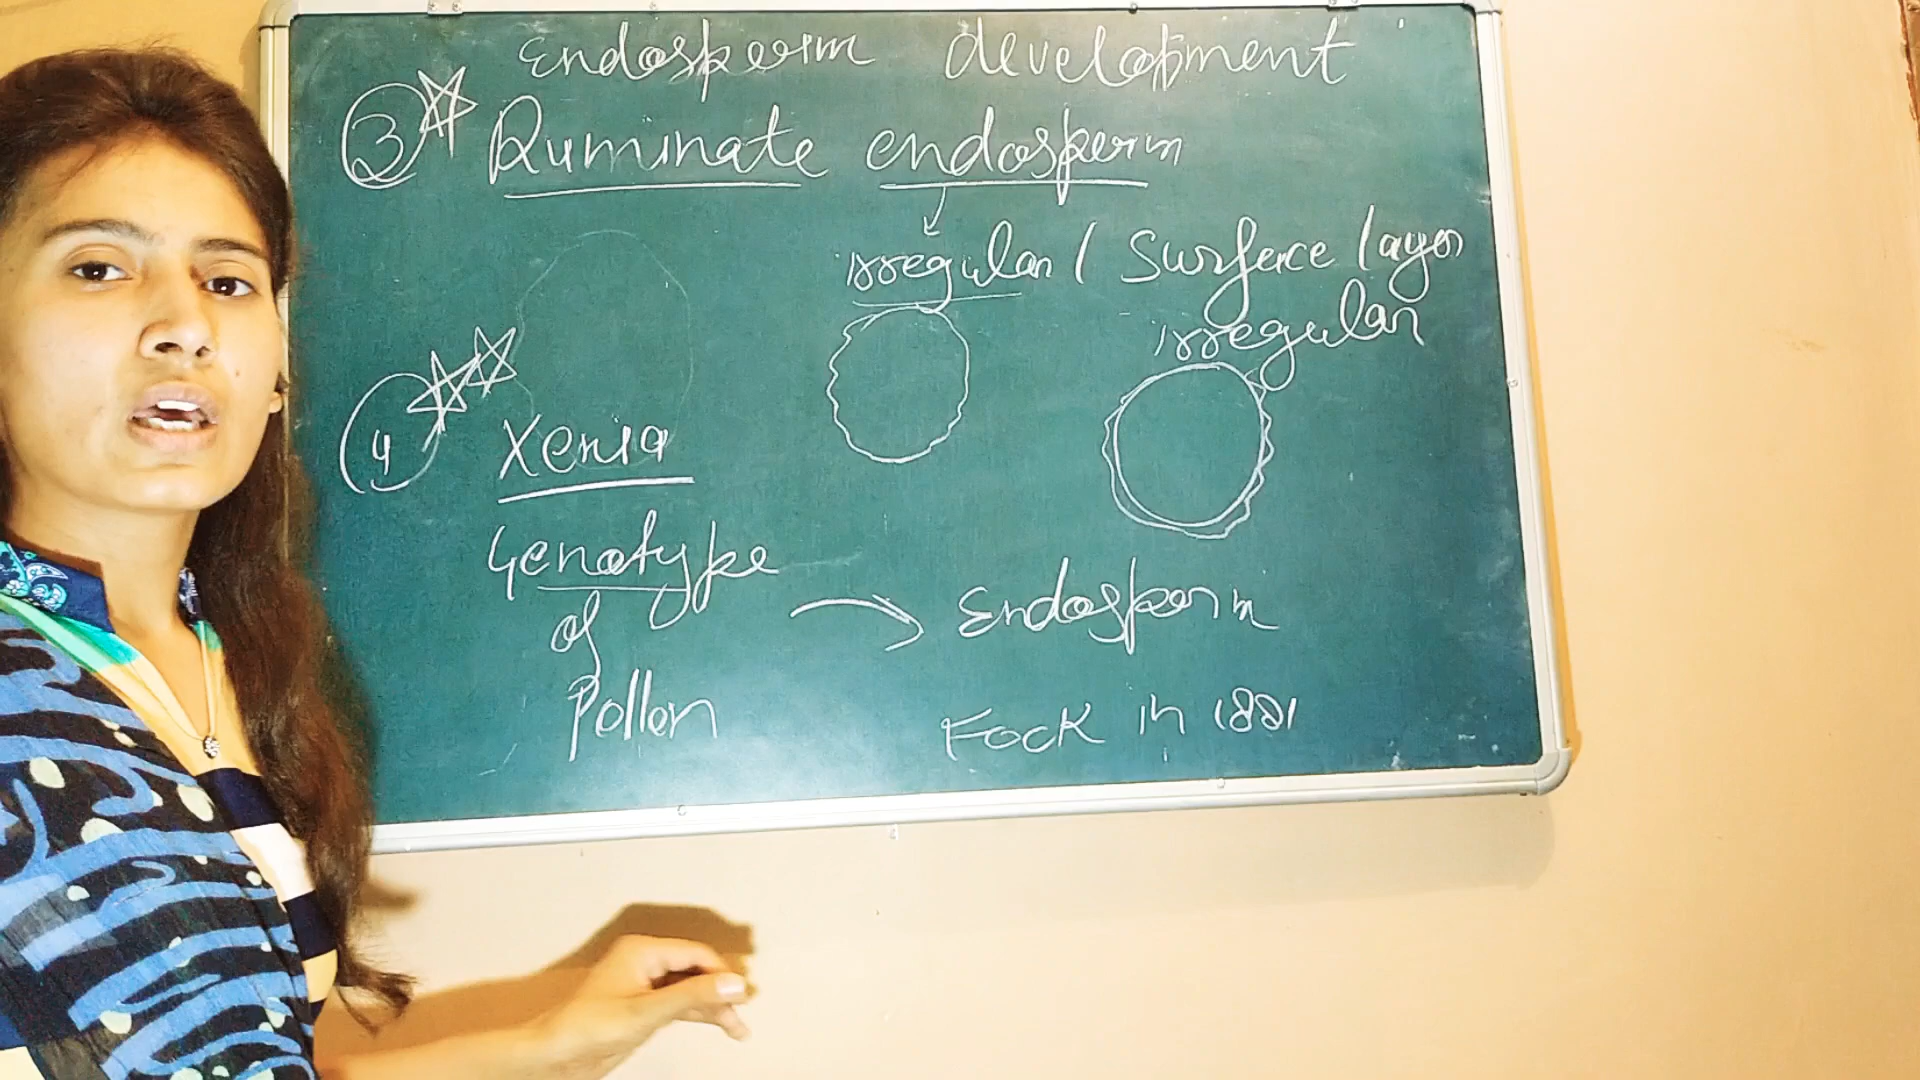 Endosperm development
3 Ruminate endosperm
irregular / Surface layer
irregular
4 Xenia
Genotype
of
Pollen
Endosperm
Fock in 1881